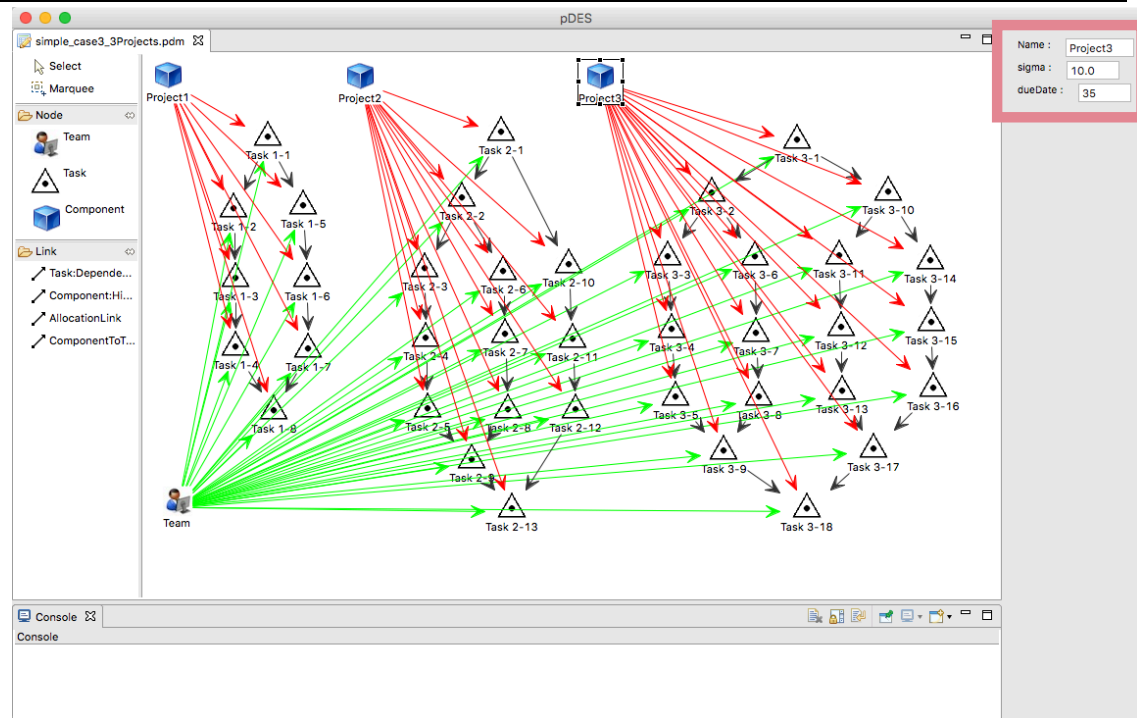 pDES
simple_case3_3Projects.pdm
Select
Marquee
Node
Team
Task
Component
Link
Task:Depende...
Component:Hi...
AllocationLink
ComponentToT...
Project1
Project2
Project3
Task 1-1
Task 2-1
Task 3-1
Task 1-2
Task 1-5
Task 2-2
Task 3-2
Task 3-10
Task 1-3
Task 1-6
Task 2-3
Task 2-6
Task 2-10
Task 3-3
Task 3-6
Task 3-11
Task 3-14
Task 1-4
Task 1-7
Task 2-4
Task 2-7
Task 2-11
Task 3-4
Task 3-7
Task 3-12
Task 3-15
Task 1-8
Task 2-5
Task 2-8
Task 2-12
Task 3-5
Task 3-8
Task 3-13
Task 3-16
Task 2-9
Task 3-9
Task 3-17
Team
Task 2-13
Task 3-18
Name : Project3
sigma : 10.0
dueDate : 35
Console
Console